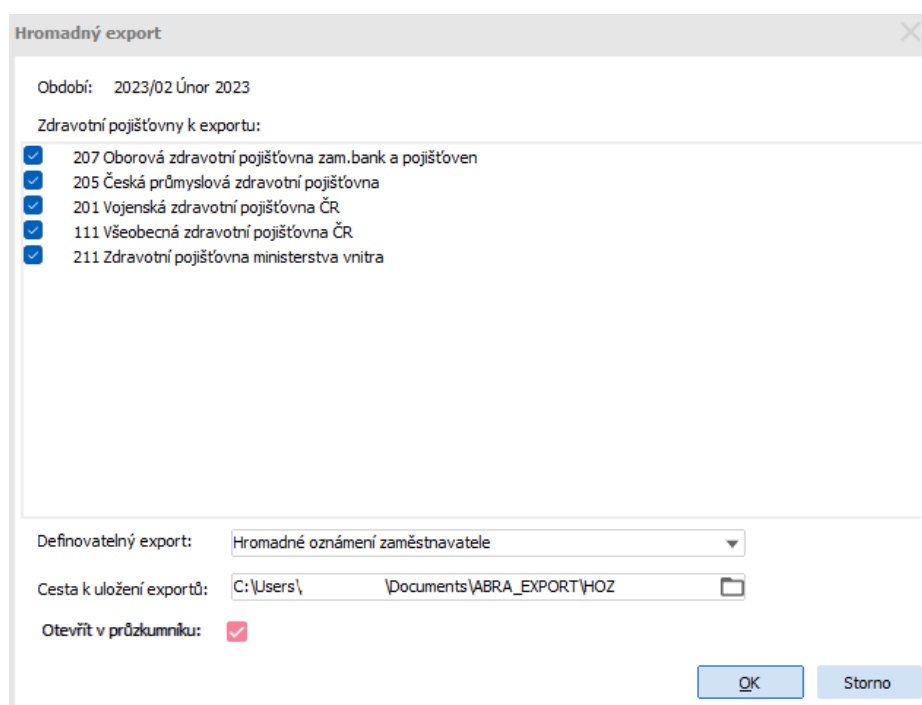 Hromadný export
Období: 2023/02 Únor 2023
Zdravotní pojišťovny k exportu:
207 Oborová zdravotní pojišťovna zam.bank a pojišťoven
205 Česká průmyslová zdravotní pojišťovna
201 Vojenská zdravotní pojišťovna ČR
111 Všeobecná zdravotní pojišťovna ČR
211 Zdravotní pojišťovna ministerstva vnitra
Definovatelný export: Hromadné oznámení zaměstnavatele
Cesta k uložení exportů: C:\Users\ \Documents\ABRA_EXPORT\HOZ
Otevřít v průzkumníku:
OK Storno